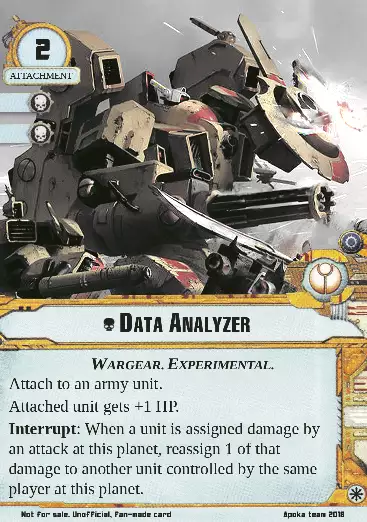 2
ATTACHMENT
DATA ANALYZER
WARGEAR. EXPERIMENTAL.
Attach to an army unit.
Attached unit gets +1 HP.
Interrupt: When a unit is assigned damage by
an attack at this planet, reassign 1 of that
damage to another unit controlled by the same
player at this planet.
Not for sale. Unofficial, Fan-made card
Apoka team 2018